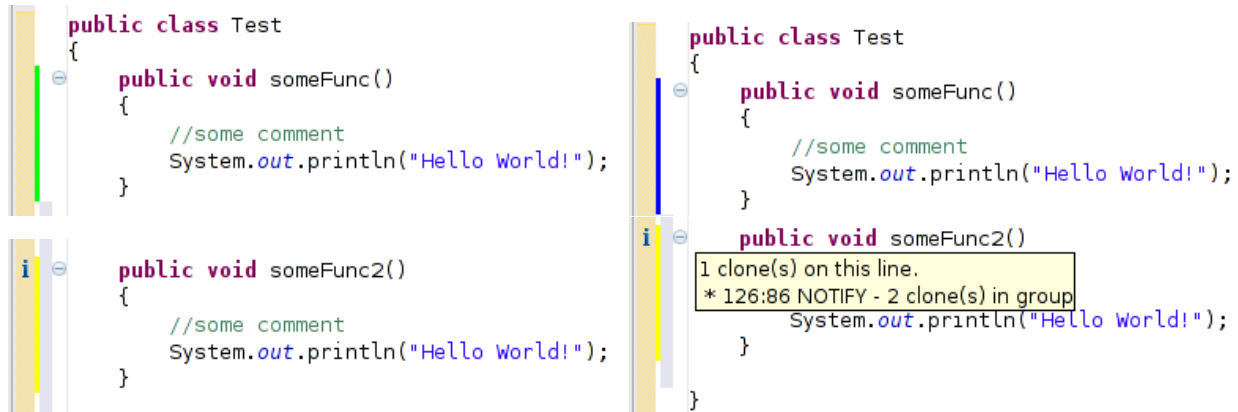 public class Test
{
public void someFunc()
{
//some comment
System.out.println("Hello World!");
}
i
public void someFunc2()
{
//some comment
System.out.println("Hello World!");
}
public class Test
{
public void someFunc()
{
//some comment
System.out.println("Hello World!");
}
i
public void someFunc2()
1 clone(s) on this line.
* 126:86 NOTIFY - 2 clone(s) in group
System.out.println("Hello World!");
}
}